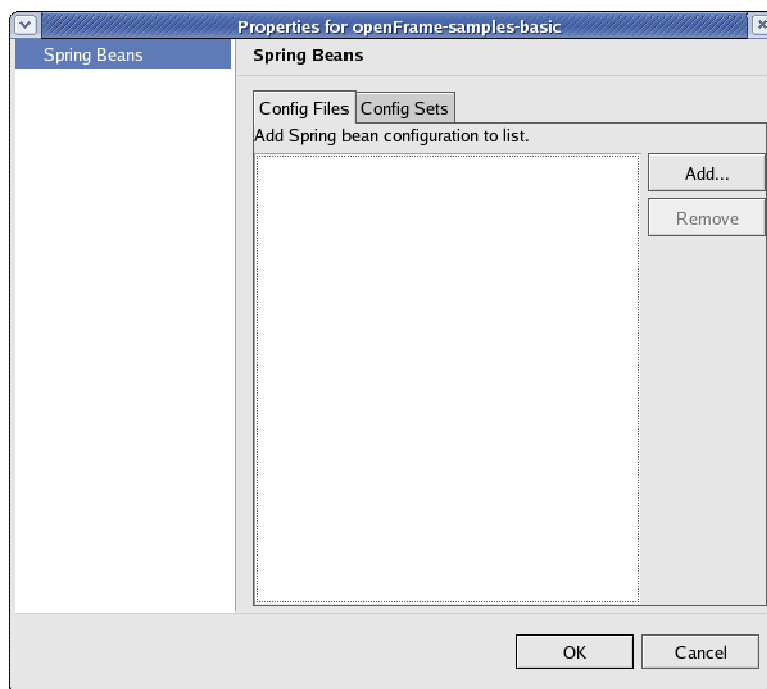 Properties for openFrame-samples-basic
Spring Beans
Spring Beans
Config Files Config Sets
Add Spring bean configuration to list.
Add...
Remove
OK Cancel